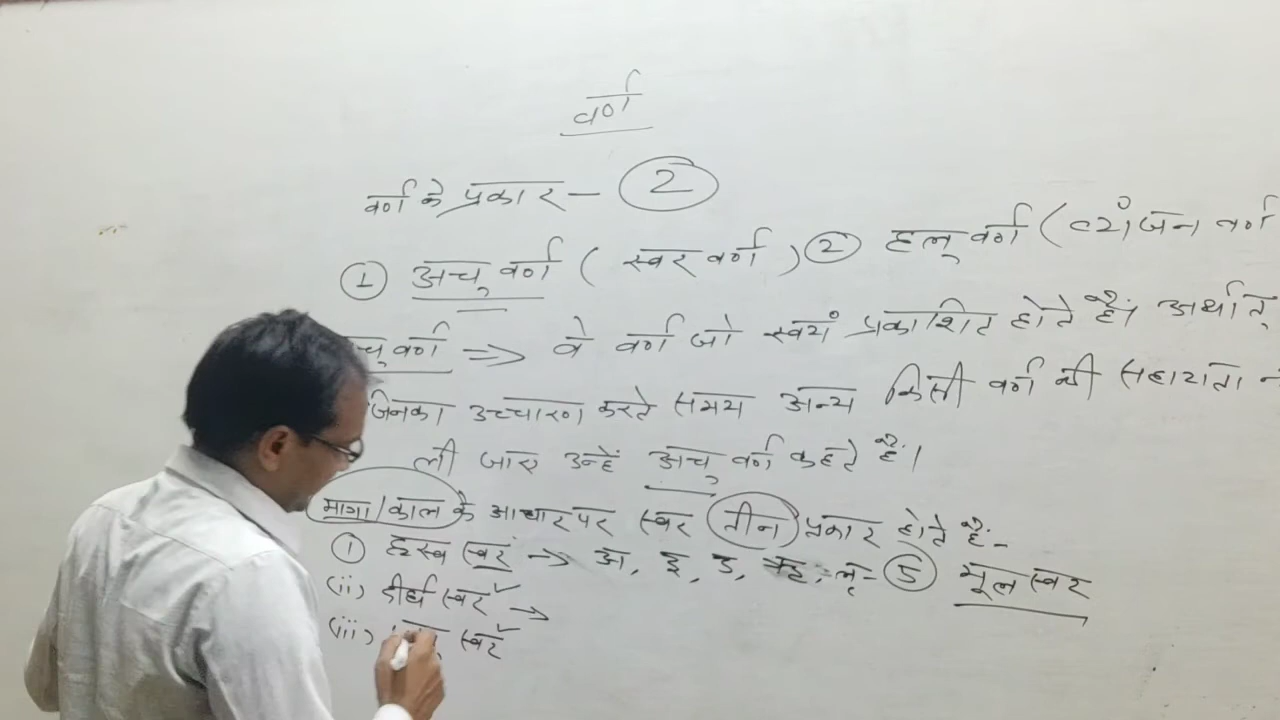 वर्ण
वर्ण के प्रकार – 2
① अच् वर्ण ( स्वर वर्ण ) ② हल् वर्ण ( व्यंजन वर्ण
च् वर्ण => वे वर्ण जो स्वयं प्रकाशित होते हैं। अर्थात्
जिनका उच्चारण करते समय अन्य किसी वर्ण की सहायता न
ली जाए उन्हें अच् वर्ण कहते हैं।
मात्रा/काल के आधार पर स्वर तीन प्रकार होते हैं-
① ह्रस्व स्वर -> अ, इ, उ, ऋ, लृ = 5 मूल स्वर
(ii) दीर्घ स्वर ✓ ->
(iii) स्वर ✓